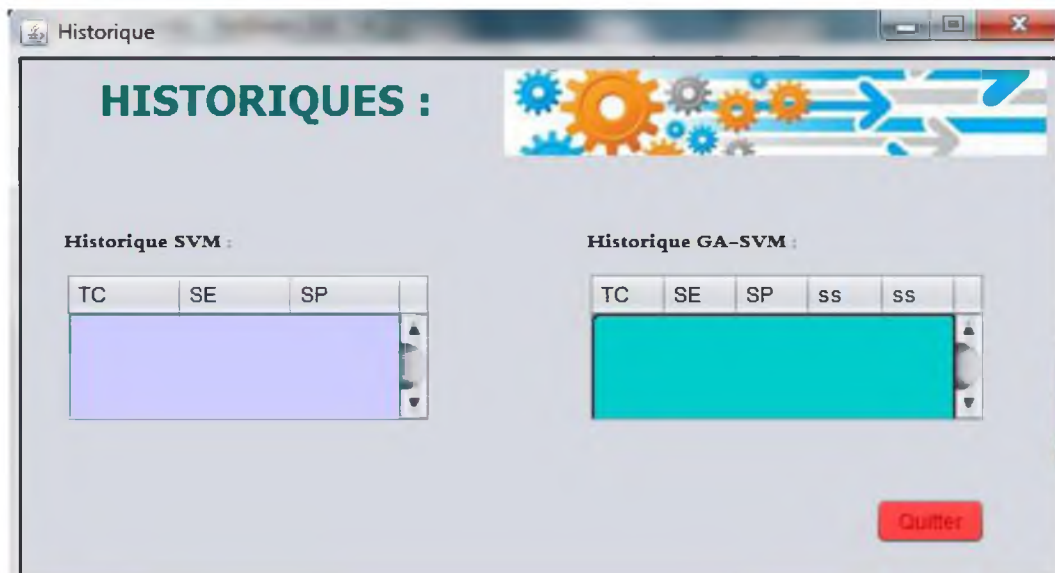 Historique
HISTORIQUES :
Historique SVM :
TC SE SP
Historique GA-SVM :
TC SE SP ss ss
Quitter